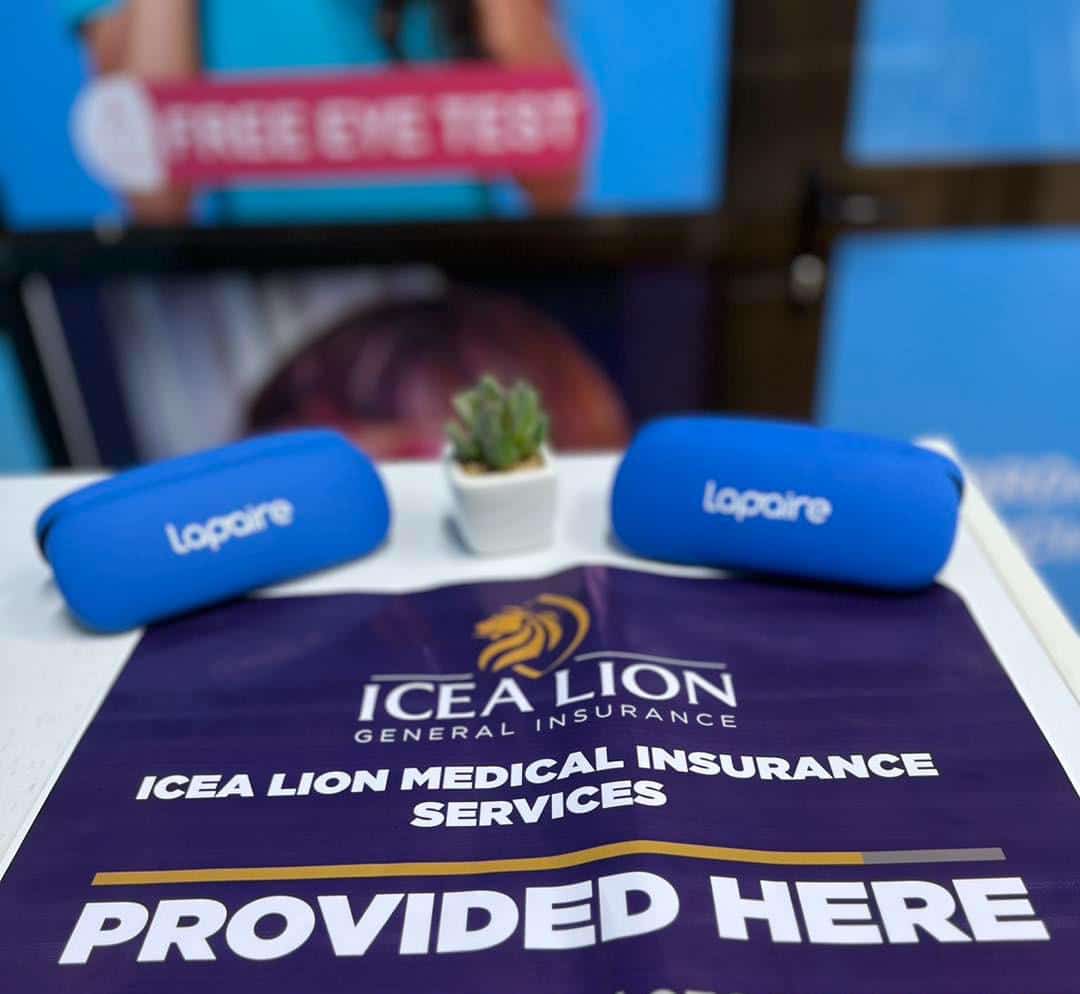 FREE EYE TEST
lapaire
lapaire
ICEA LION
GENERAL INSURANCE
ICEA LION MEDICAL INSURANCE
SERVICES
PROVIDED HERE